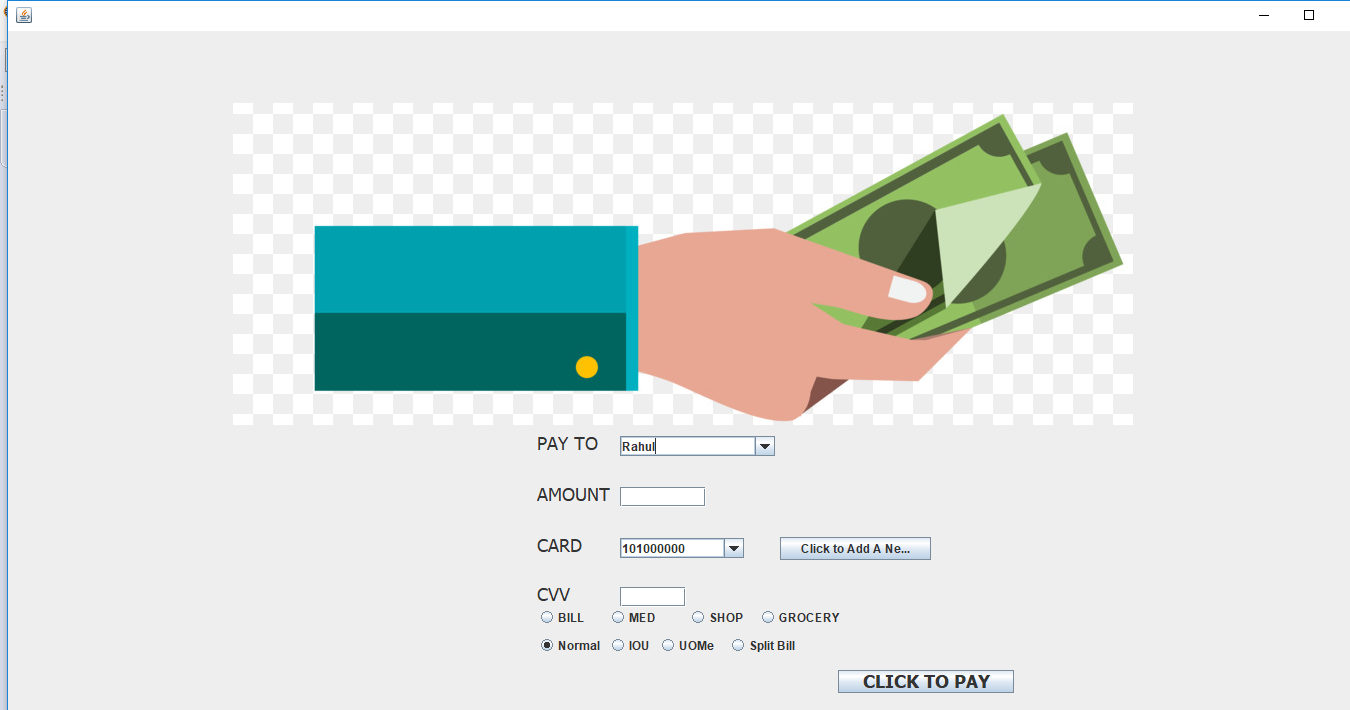 PAY TO Rahul
AMOUNT
CARD 101000000 Click to Add A Ne...
CVV
BILL MED SHOP GROCERY
Normal IOU UOMe Split Bill
CLICK TO PAY